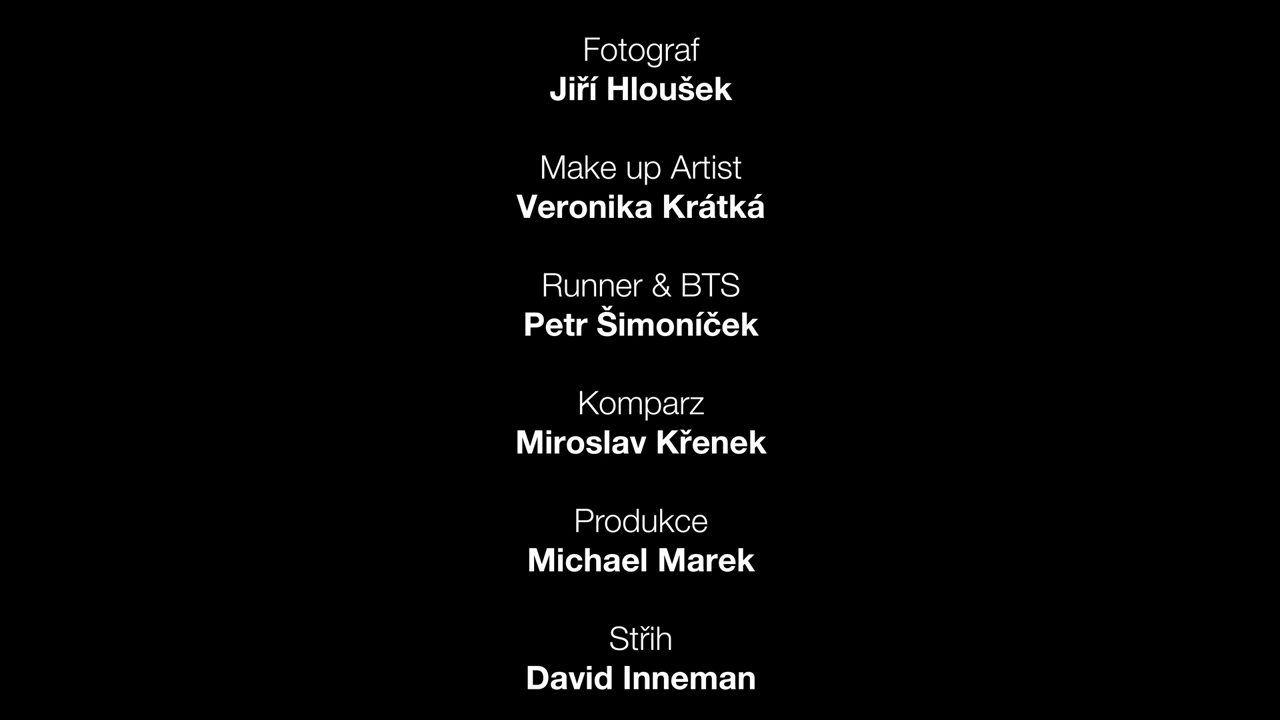 Fotograf
Jiří Hloušek
Make up Artist
Veronika Krátká
Runner & BTS
Petr Šimoníček
Komparz
Miroslav Křenek
Produkce
Michael Marek
Střih
David Inneman